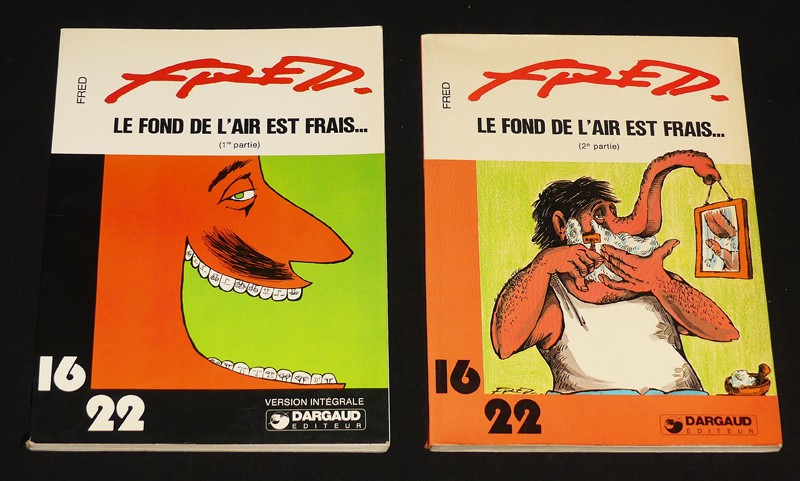 FRED
FRED.
LE FOND DE L'AIR EST FRAIS...
(1re partie)
16
22
VERSION INTÉGRALE
DARGAUD
EDITEUR
FRED
FRED.
LE FOND DE L'AIR EST FRAIS...
(2e partie)
FRED
16
22
DARGAUD
EDITEUR